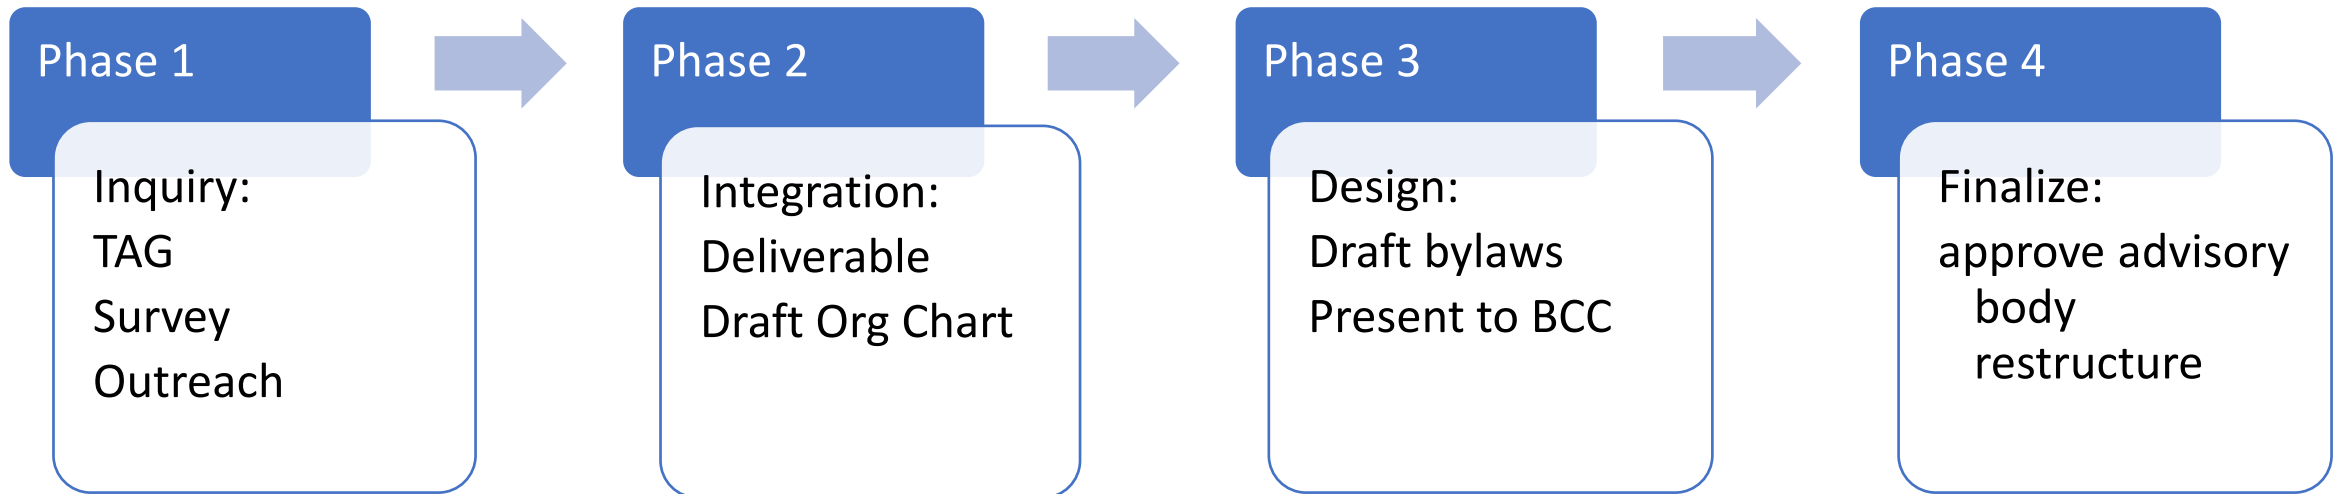 Phase 1
Inquiry:
TAG
Survey
Outreach
Phase 2
Integration:
Deliverable
Draft Org Chart
Phase 3
Design:
Draft bylaws
Present to BCC
Phase 4
Finalize:
approve advisory
body
restructure